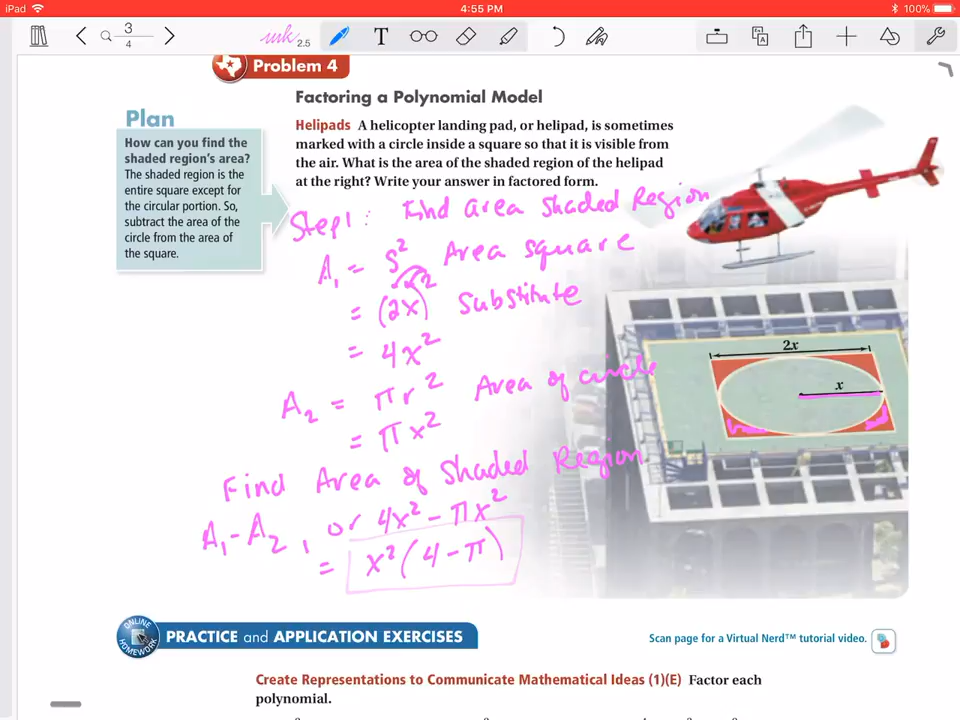 iPad
4:55 PM
100%
3
4
2.5
T
Problem 4
Factoring a Polynomial Model
Plan
How can you find the
shaded region's area?
The shaded region is the
entire square except for
the circular portion. So,
subtract the area of the
circle from the area of
the square.
Helipads A helicopter landing pad, or helipad, is sometimes
marked with a circle inside a square so that it is visible from
the air. What is the area of the shaded region of the helipad
at the right? Write your answer in factored form.
Step1: Find Area Shaded Region
A₁ = s² Area square
= (2x)² Substitute
= 4x²
A₂ = πr² Area of circle
= πx²
Find Area of Shaded Region
A₁-A₂, or 4x² - πx²
= x²(4-π)
2x
x
ONLINE
HOMEWORK
PRACTICE and APPLICATION EXERCISES
Scan page for a Virtual Nerd™ tutorial video.
Create Representations to Communicate Mathematical Ideas (1)(E) Factor each
polynomial.